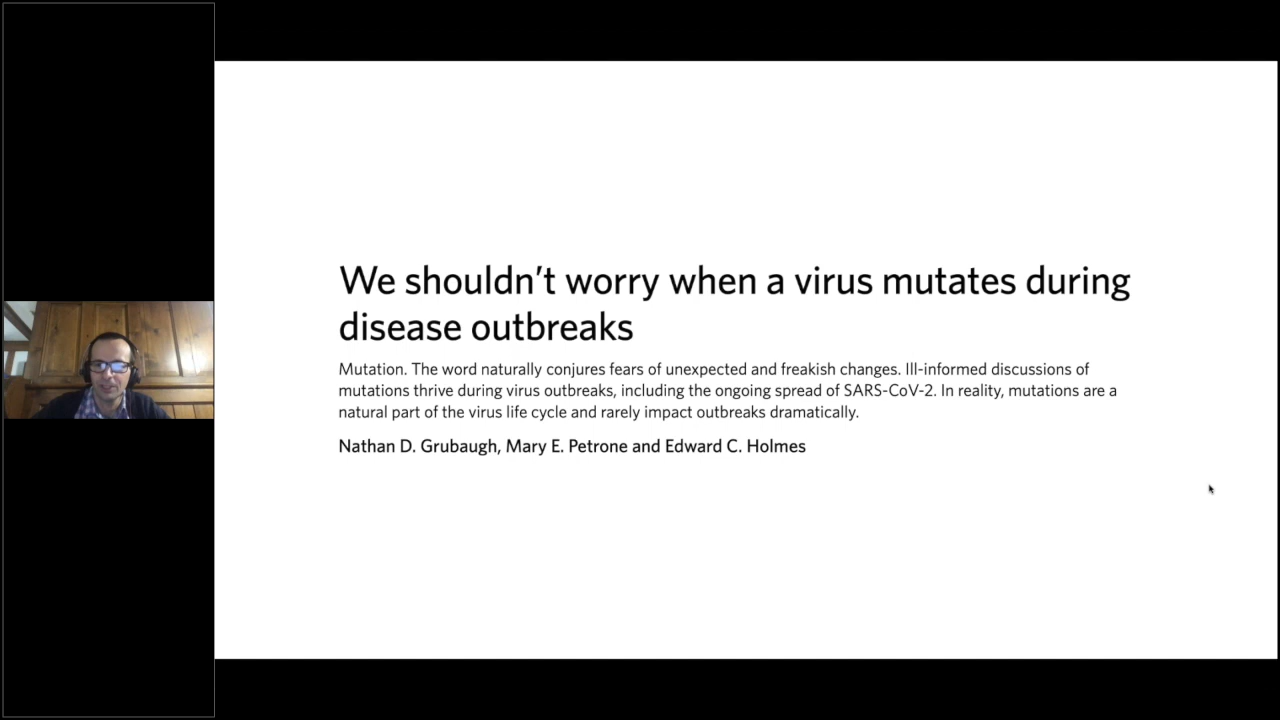 We shouldn't worry when a virus mutates during
disease outbreaks
Mutation. The word naturally conjures fears of unexpected and freakish changes. Ill-informed discussions of
mutations thrive during virus outbreaks, including the ongoing spread of SARS-CoV-2. In reality, mutations are a
natural part of the virus life cycle and rarely impact outbreaks dramatically.
Nathan D. Grubaugh, Mary E. Petrone and Edward C. Holmes